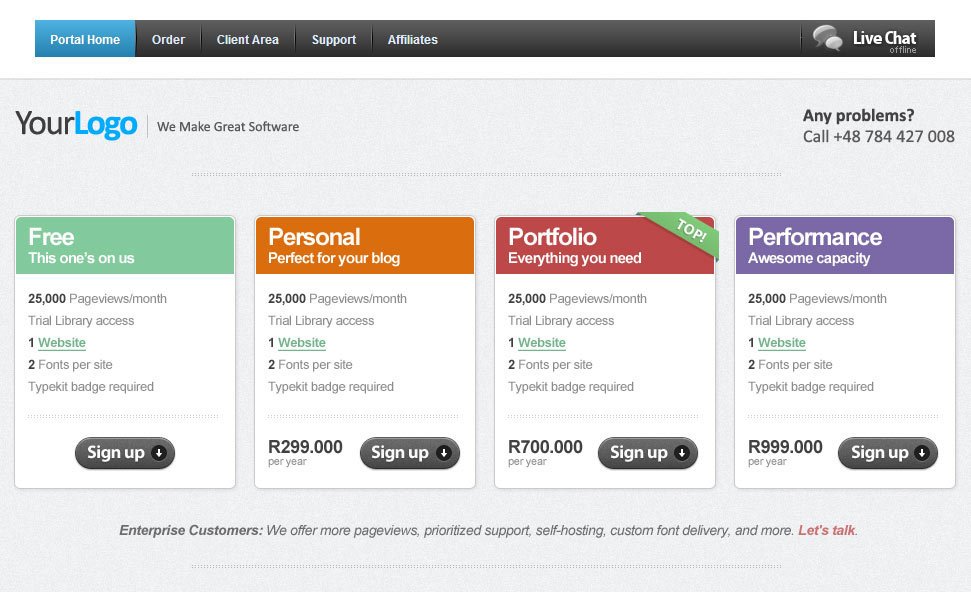 Portal Home Order Client Area Support Affiliates Live Chat
offline
YourLogo We Make Great Software
Any problems?
Call +48 784 427 008
Free
This one's on us
25,000 Pageviews/month
Trial Library access
1 Website
2 Fonts per site
Typekit badge required
Sign up
Personal
Perfect for your blog
25,000 Pageviews/month
Trial Library access
1 Website
2 Fonts per site
Typekit badge required
R299.000
per year
Sign up
Portfolio
Everything you need
TOP!
25,000 Pageviews/month
Trial Library access
1 Website
2 Fonts per site
Typekit badge required
R700.000
per year
Sign up
Performance
Awesome capacity
25,000 Pageviews/month
Trial Library access
1 Website
2 Fonts per site
Typekit badge required
R999.000
per year
Sign up
Enterprise Customers: We offer more pageviews, prioritized support, self-hosting, custom font delivery, and more. Let's talk.